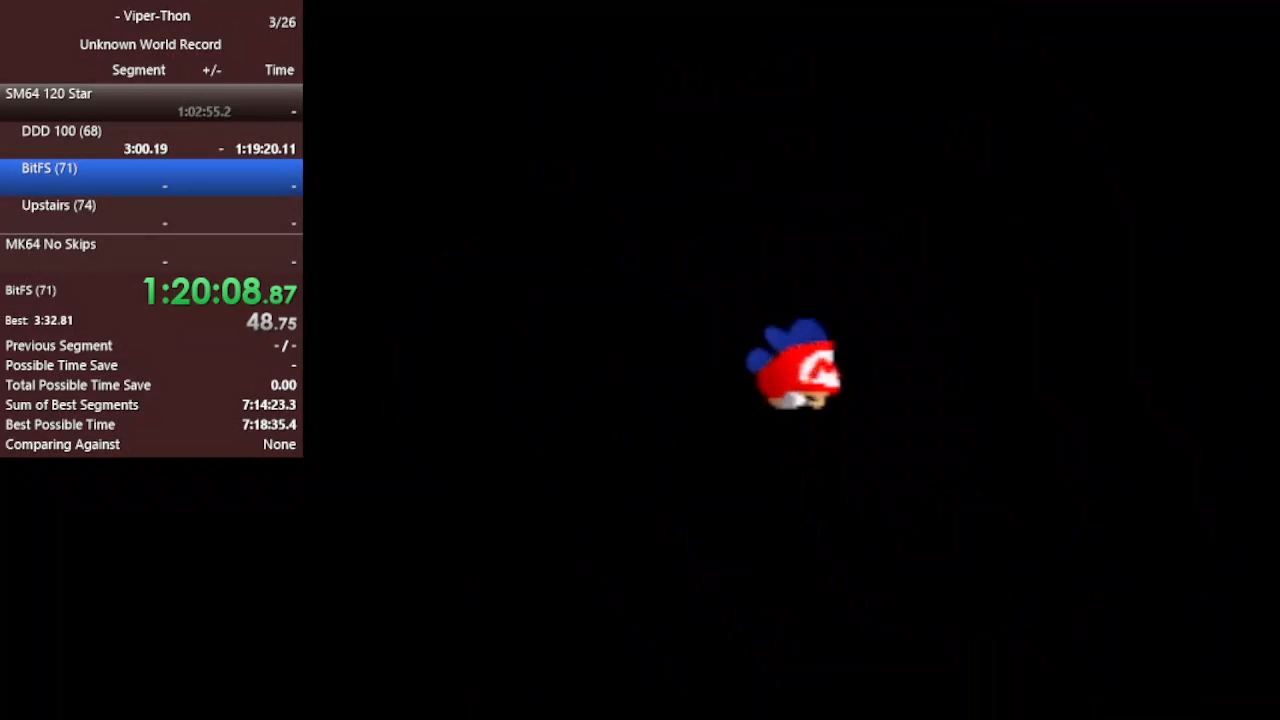 - Viper-Thon
3/26
Unknown World Record
Segment +/- Time
SM64 120 Star
1:02:55.2 -
DDD 100 (68)
3:00.19 - 1:19:20.11
BitFS (71)
- -
Upstairs (74)
- -
MK64 No Skips
- -
BitFS (71) 1:20:08.87
Best: 3:32.81 48.75
Previous Segment - / -
Possible Time Save -
Total Possible Time Save 0.00
Sum of Best Segments 7:14:23.3
Best Possible Time 7:18:35.4
Comparing Against None